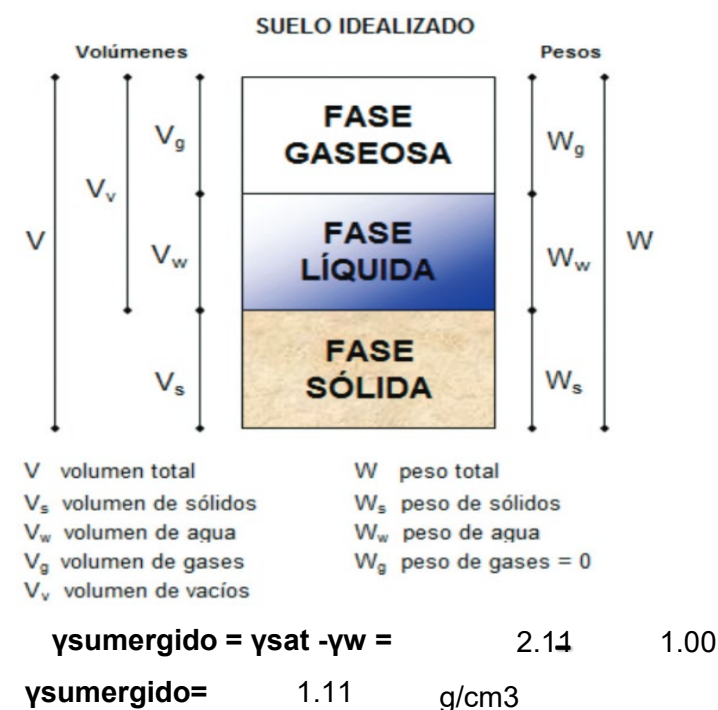 SUELO IDEALIZADO
Volúmenes Pesos
FASE GASEOSA
Vg Wg
Vv
V W
FASE LÍQUIDA
Vw Ww
FASE SÓLIDA
Vs Ws
V volumen total W peso total
Vs volumen de sólidos Ws peso de sólidos
Vw volumen de agua Ww peso de agua
Vg volumen de gases Wg peso de gases = 0
Vv volumen de vacíos
γsumergido = γsat -γw = 2.11 - 1.00
γsumergido= 1.11 g/cm3